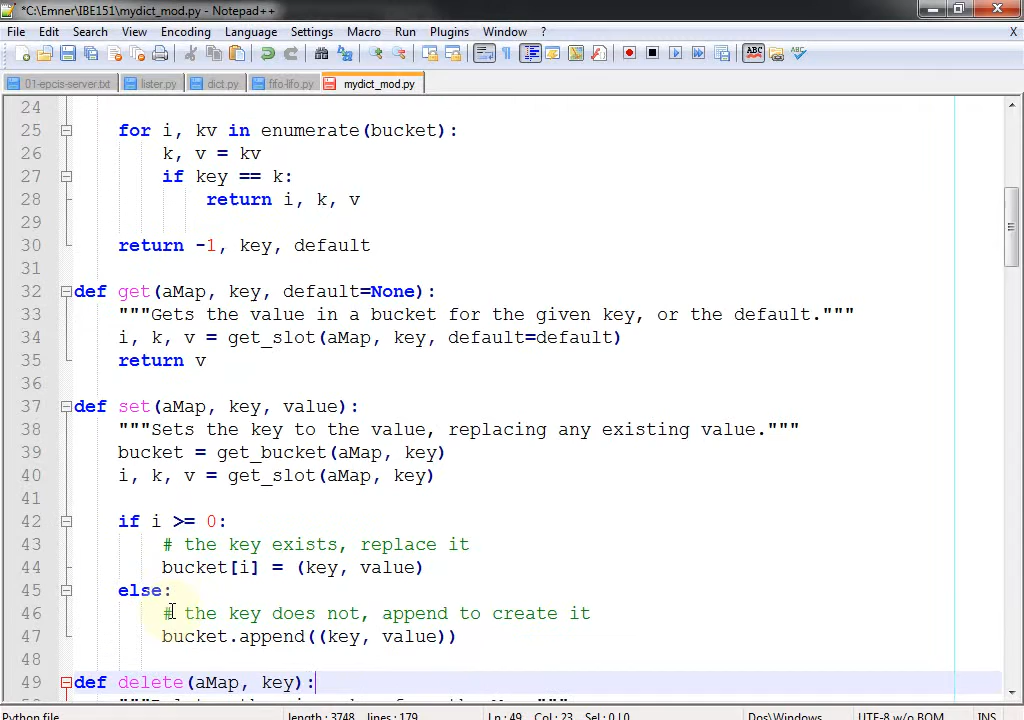 *C:\Emner\IBE151\mydict_mod.py - Notepad++
File Edit Search View Encoding Language Settings Macro Run Plugins Window ? X
01-epcis-server.txt lister.py dict.py fifo-lifo.py mydict_mod.py
24
25 for i, kv in enumerate(bucket):
26 k, v = kv
27 if key == k:
28 return i, k, v
29
30 return -1, key, default
31
32 def get(aMap, key, default=None):
33 """Gets the value in a bucket for the given key, or the default."""
34 i, k, v = get_slot(aMap, key, default=default)
35 return v
36
37 def set(aMap, key, value):
38 """Sets the key to the value, replacing any existing value."""
39 bucket = get_bucket(aMap, key)
40 i, k, v = get_slot(aMap, key)
41
42 if i >= 0:
43 # the key exists, replace it
44 bucket[i] = (key, value)
45 else:
46 # the key does not, append to create it
47 bucket.append((key, value))
48
49 def delete(aMap, key):
Python file length : 3748 lines : 179 Ln : 49 Col : 23 Sel : 0 | 0 Dos\Windows UTF-8 w/o BOM INS